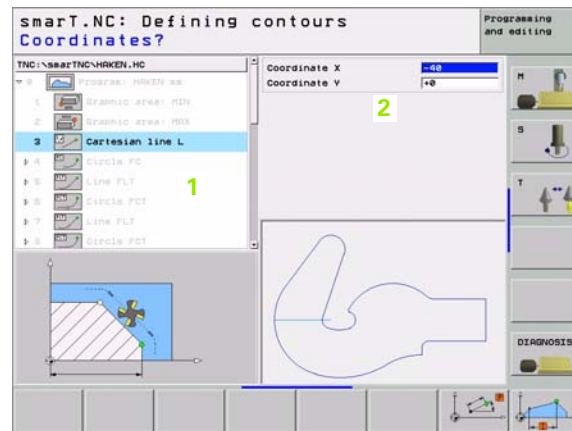 smarT.NC: Defining contours
Coordinates?
Programming
and editing
TNC:\smarTNC\HAKEN.HC
0 Program: HAKEN mm
1 Graphic area: MIN
2 Graphic area: MAX
3 Cartesian line L
4 Circle FC
5 Line FLT
6 Circle FCT
7 Line FLT
8 Circle FCT
1
Coordinate X -40
Coordinate Y +0
2
M
S
T
DIAGNOSIS
P
I